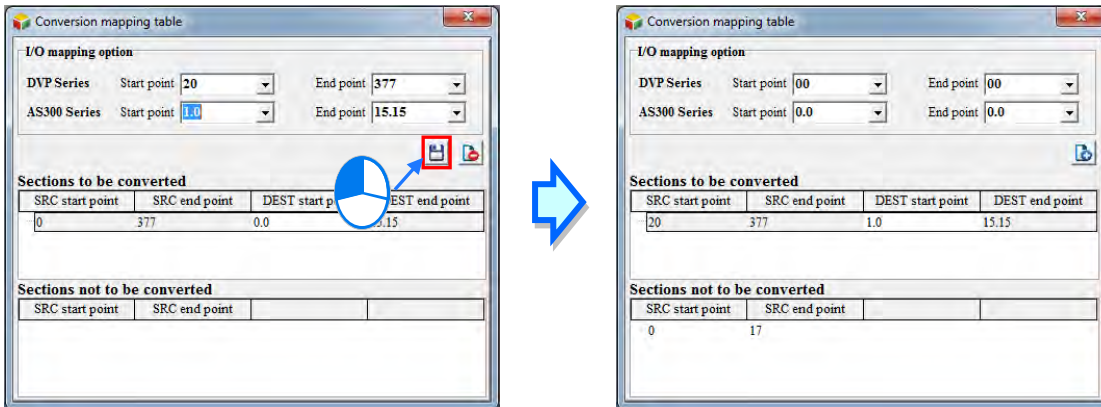 Conversion mapping table
I/O mapping option
DVP Series Start point 20 End point 377
AS300 Series Start point 1.0 End point 15.15
Sections to be converted
SRC start point SRC end point DEST start DEST end point
0 377 0.0
Sections not to be converted
SRC start point SRC end point
Conversion mapping table
I/O mapping option
DVP Series Start point 00 End point 00
AS300 Series Start point 0.0 End point 0.0
Sections to be converted
SRC start point SRC end point DEST start point DEST end point
20 377 1.0 15.15
Sections not to be converted
SRC start point SRC end point
0 17